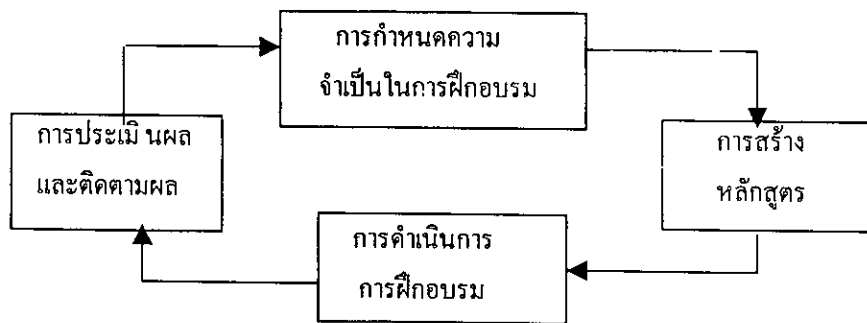 การกำหนดความ
จำเป็นในการฝึกอบรม
การสร้าง
หลักสูตร
การดำเนินการ
การฝึกอบรม
การประเมินผล
และติดตามผล